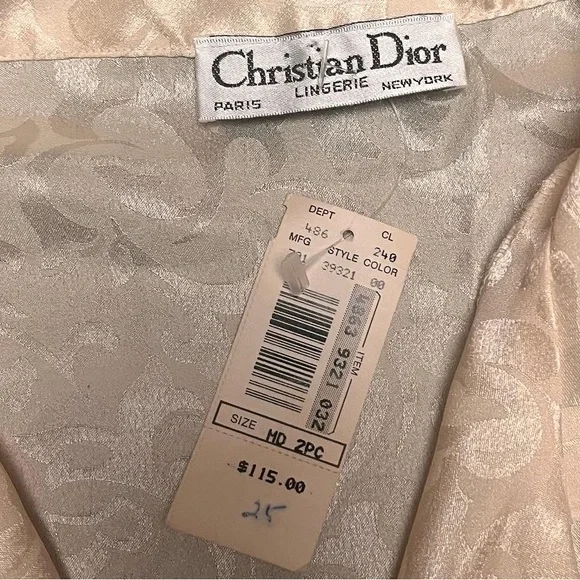 Christian Dior
PARIS LINGERIE NEWYORK
DEPT CL
486 240
MFG STYLE COLOR
39321 00
ITEM
4863 9321 032
SIZE MD 2PC
$115.00
25